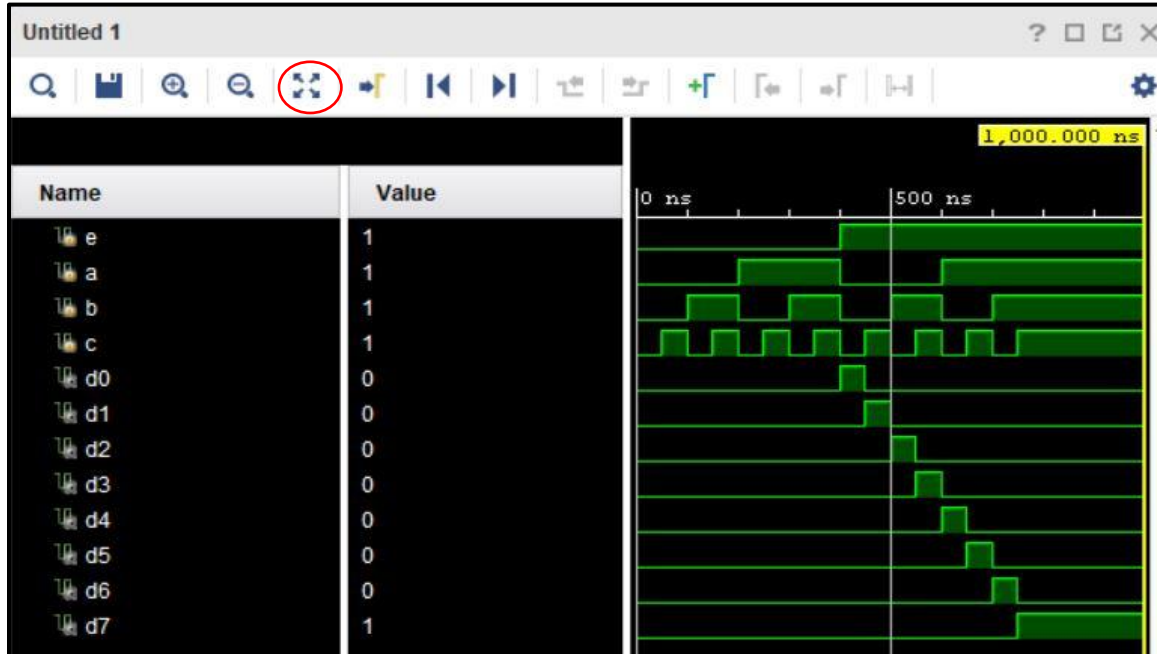 Untitled 1
1,000.000 ns
Name Value 0 ns 500 ns
e 1
a 1
b 1
c 1
d0 0
d1 0
d2 0
d3 0
d4 0
d5 0
d6 0
d7 1